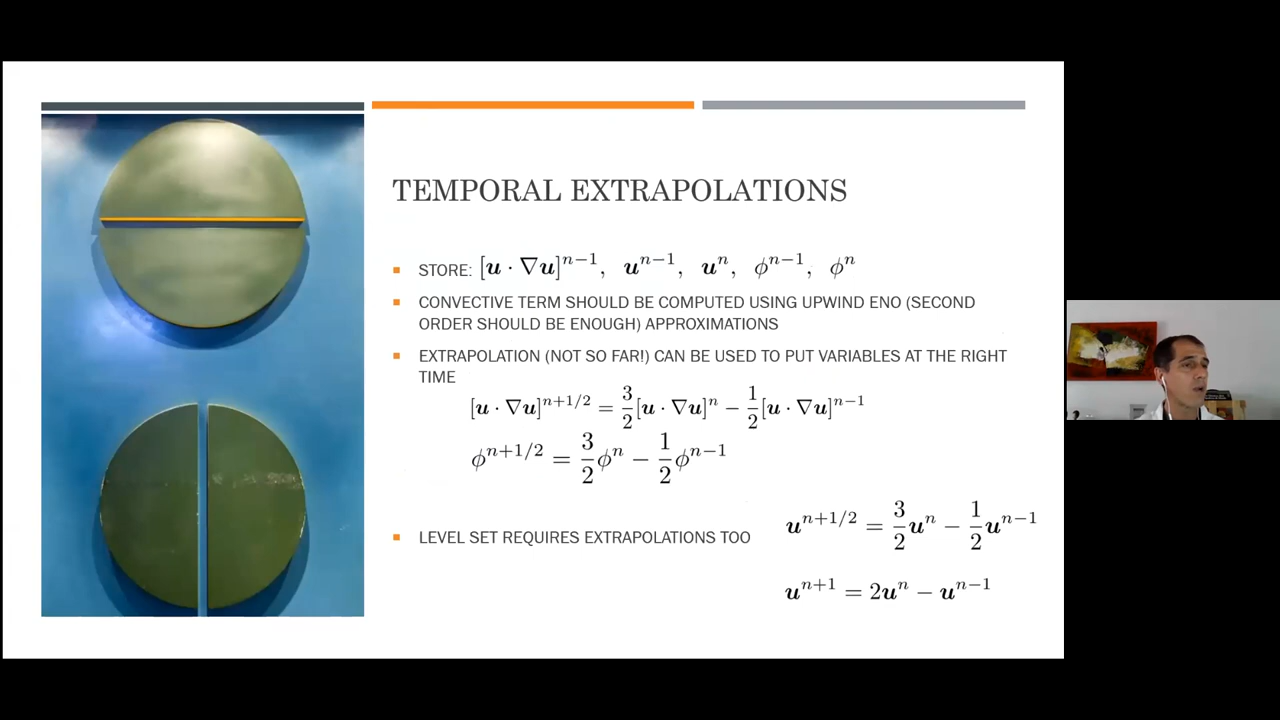 TEMPORAL EXTRAPOLATIONS
STORE: [u · ∇u]^{n−1}, u^{n−1}, u^n, ϕ^{n−1}, ϕ^n
CONVECTIVE TERM SHOULD BE COMPUTED USING UPWIND ENO (SECOND
ORDER SHOULD BE ENOUGH) APPROXIMATIONS
EXTRAPOLATION (NOT SO FAR!) CAN BE USED TO PUT VARIABLES AT THE RIGHT
TIME
[u · ∇u]^{n+1/2} = 3/2[u · ∇u]^n − 1/2[u · ∇u]^{n−1}
ϕ^{n+1/2} = 3/2ϕ^n − 1/2ϕ^{n−1}
LEVEL SET REQUIRES EXTRAPOLATIONS TOO
u^{n+1/2} = 3/2u^n − 1/2u^{n−1}
u^{n+1} = 2u^n − u^{n−1}